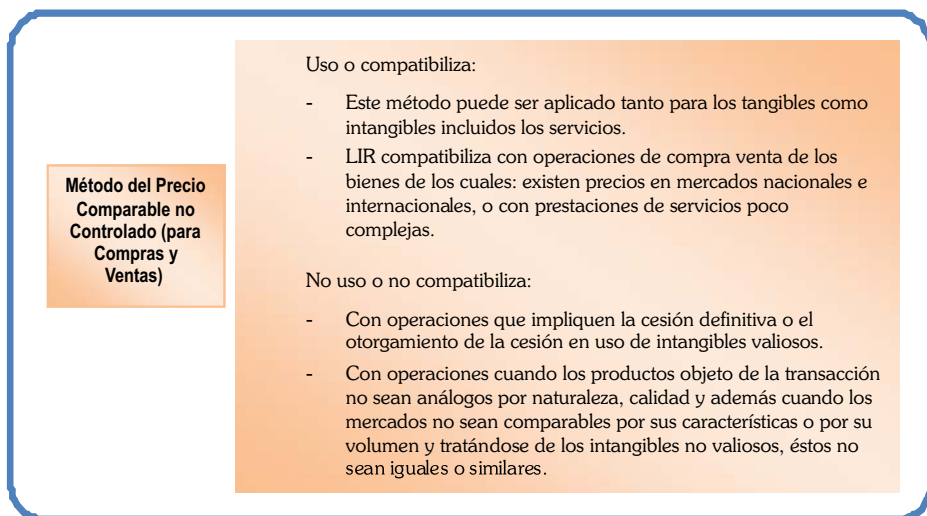 Método del Precio
Comparable no
Controlado (para
Compras y
Ventas)
Uso o compatibiliza:
- Este método puede ser aplicado tanto para los tangibles como
intangibles incluidos los servicios.
- LIR compatibiliza con operaciones de compra venta de los
bienes de los cuales: existen precios en mercados nacionales e
internacionales, o con prestaciones de servicios poco
complejas.
No uso o no compatibiliza:
- Con operaciones que impliquen la cesión definitiva o el
otorgamiento de la cesión en uso de intangibles valiosos.
- Con operaciones cuando los productos objeto de la transacción
no sean análogos por naturaleza, calidad y además cuando los
mercados no sean comparables por sus características o por su
volumen y tratándose de los intangibles no valiosos, éstos no
sean iguales o similares.